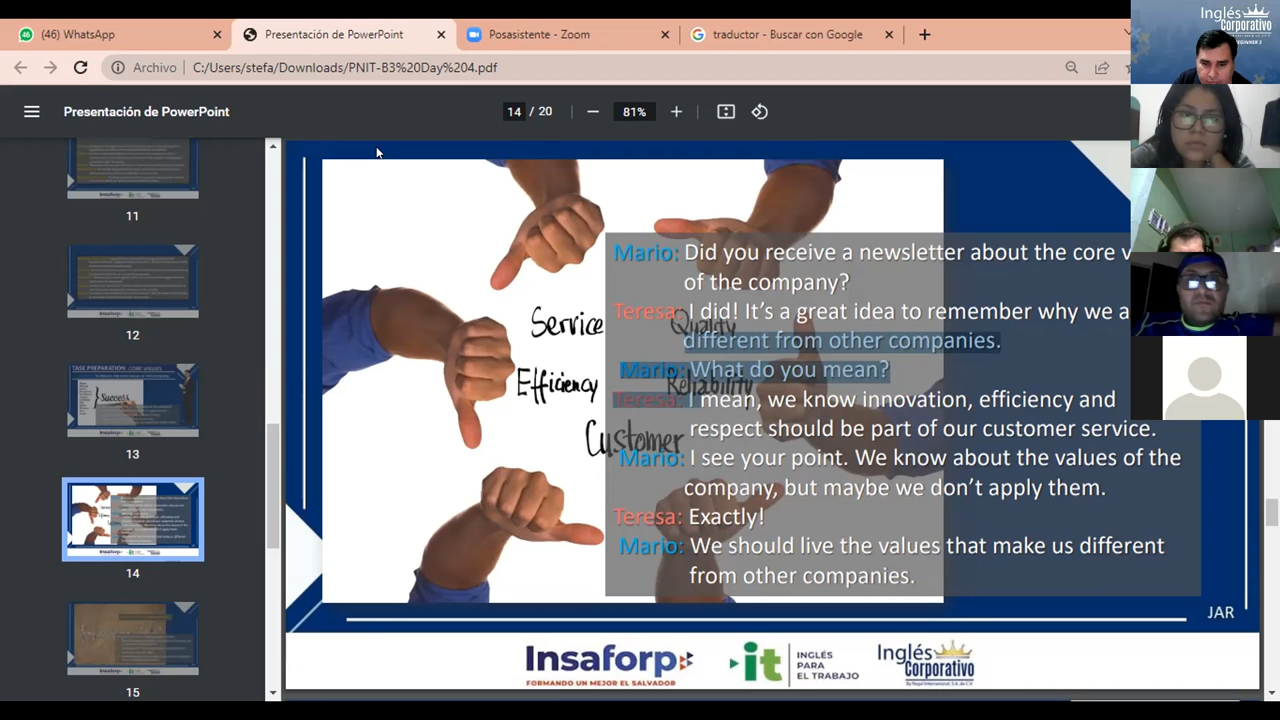 (46) WhatsApp
Presentación de PowerPoint
Posasistente - Zoom
traductor - Buscar con Google
Archivo
C:/Users/stefa/Downloads/PNIT-B3%20Day%204.pdf
Presentación de PowerPoint
14 / 20
81%
11
12
13
14
15
TASK PREPARATION: CORE VALUES
Success
Service
Quality
Efficiency
Reliability
Customer
Mario: Did you receive a newsletter about the core v
of the company?
Teresa: I did! It's a great idea to remember why we a
different from other companies.
Mario: What do you mean?
Teresa: I mean, we know innovation, efficiency and
respect should be part of our customer service.
Mario: I see your point. We know about the values of the
company, but maybe we don't apply them.
Teresa: Exactly!
Mario: We should live the values that make us different
from other companies.
JAR
Insaforp
FORMANDO UN MEJOR EL SALVADOR
it
INGLÉS
PARA
EL TRABAJO
Inglés
Corporativo
Inglés
Corporativo